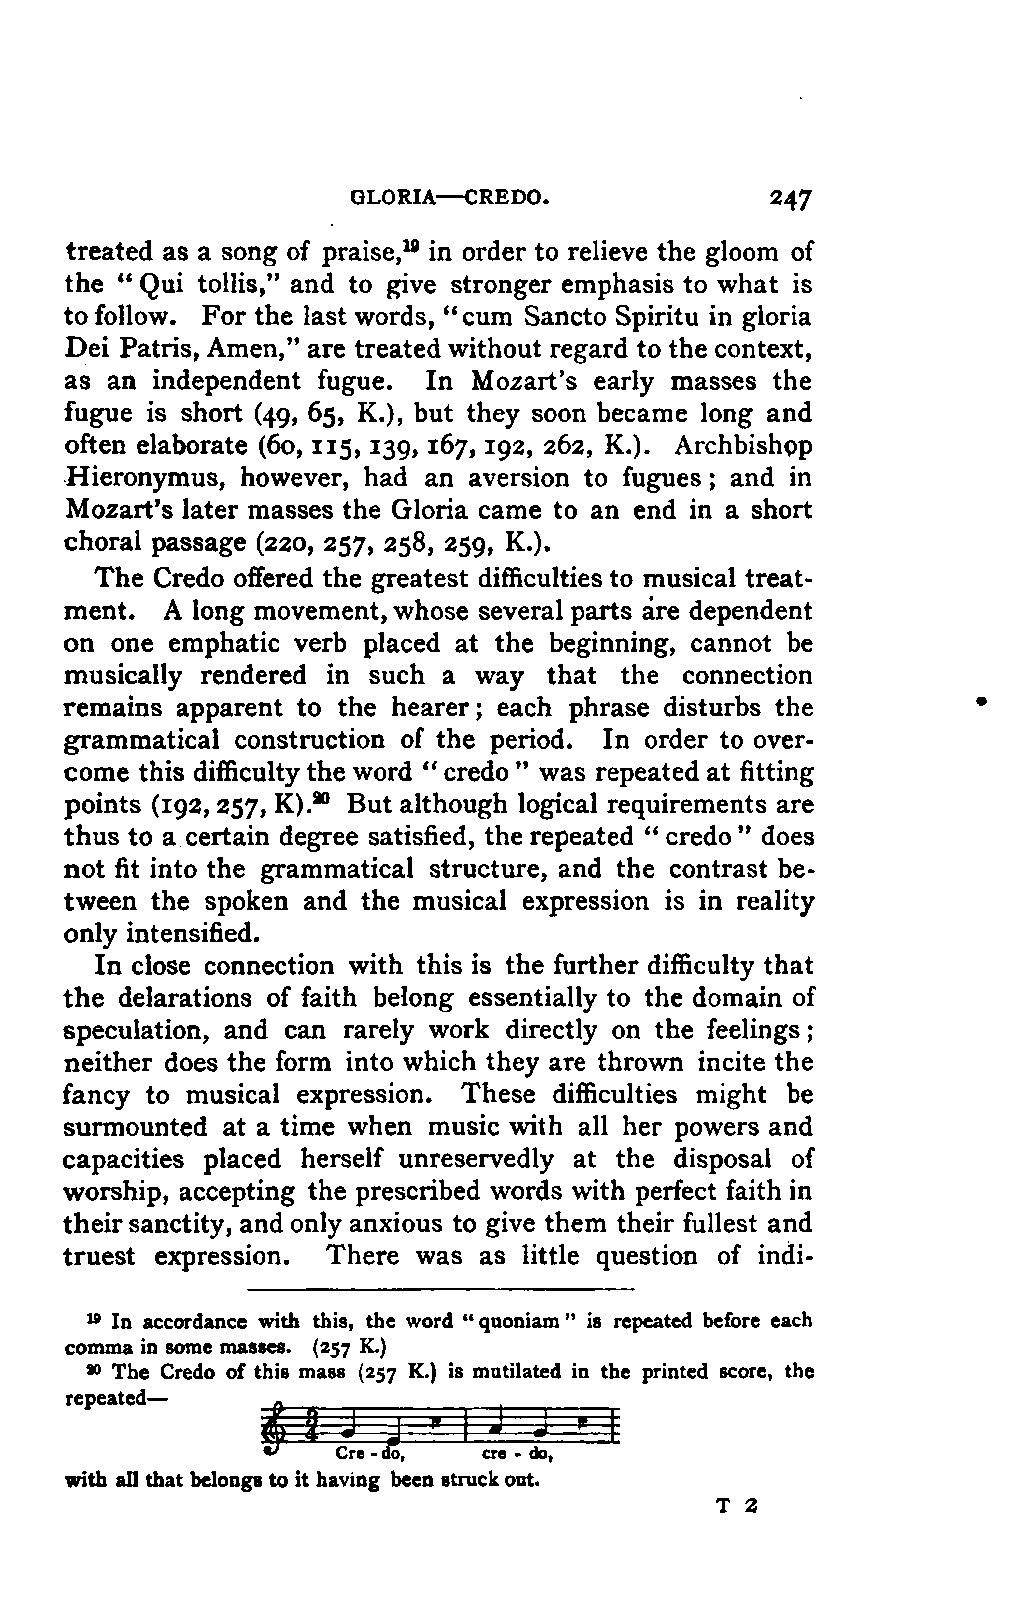 GLORIA—CREDO. 247
treated as a song of praise,¹⁹ in order to relieve the gloom of
the “Qui tollis,” and to give stronger emphasis to what is
to follow. For the last words, “cum Sancto Spiritu in gloria
Dei Patris, Amen,” are treated without regard to the context,
as an independent fugue. In Mozart’s early masses the
fugue is short (49, 65, K.), but they soon became long and
often elaborate (60, 115, 139, 167, 192, 262, K.). Archbishop
Hieronymus, however, had an aversion to fugues; and in
Mozart’s later masses the Gloria came to an end in a short
choral passage (220, 257, 258, 259, K.).
The Credo offered the greatest difficulties to musical treat-
ment. A long movement, whose several parts are dependent
on one emphatic verb placed at the beginning, cannot be
musically rendered in such a way that the connection
remains apparent to the hearer; each phrase disturbs the
grammatical construction of the period. In order to over-
come this difficulty the word “credo” was repeated at fitting
points (192, 257, K).²⁰ But although logical requirements are
thus to a certain degree satisfied, the repeated “credo” does
not fit into the grammatical structure, and the contrast be-
tween the spoken and the musical expression is in reality
only intensified.
In close connection with this is the further difficulty that
the delarations of faith belong essentially to the domain of
speculation, and can rarely work directly on the feelings;
neither does the form into which they are thrown incite the
fancy to musical expression. These difficulties might be
surmounted at a time when music with all her powers and
capacities placed herself unreservedly at the disposal of
worship, accepting the prescribed words with perfect faith in
their sanctity, and only anxious to give them their fullest and
truest expression. There was as little question of indi-
¹⁹ In accordance with this, the word “quoniam” is repeated before each
comma in some masses. (257 K.)
²⁰ The Credo of this mass (257 K.) is mutilated in the printed score, the
repeated—
Cre - do, cre - do,
with all that belongs to it having been struck out.
T 2